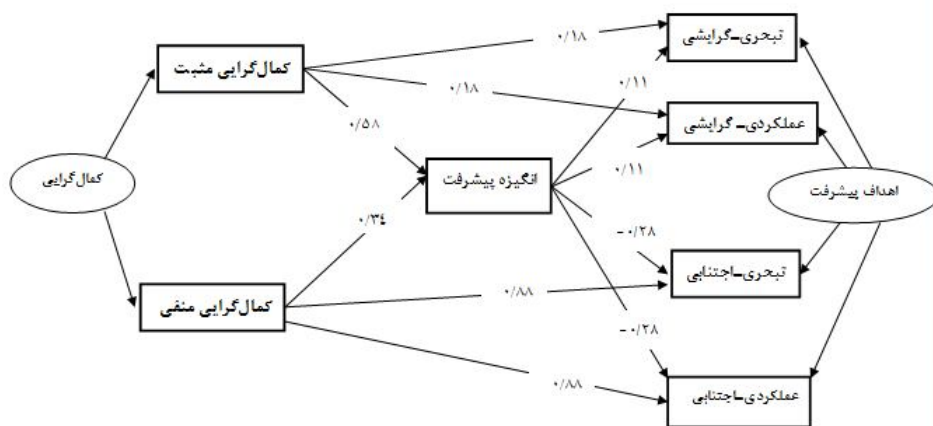 تبحری-گرایشی
۰/۱۸
کمال‌گرایی مثبت
۰/۱۱
۰/۱۸
عملکردی- گرایشی
۰/۵۸
۰/۱۱
اهداف پیشرفت
انگیزه پیشرفت
کمال‌گرایی
۰/۳۴
-۰/۲۸
تبحری-اجتنابی
۰/۸۸
کمال‌گرایی منفی
-۰/۲۸
۰/۸۸
عملکردی-اجتنابی